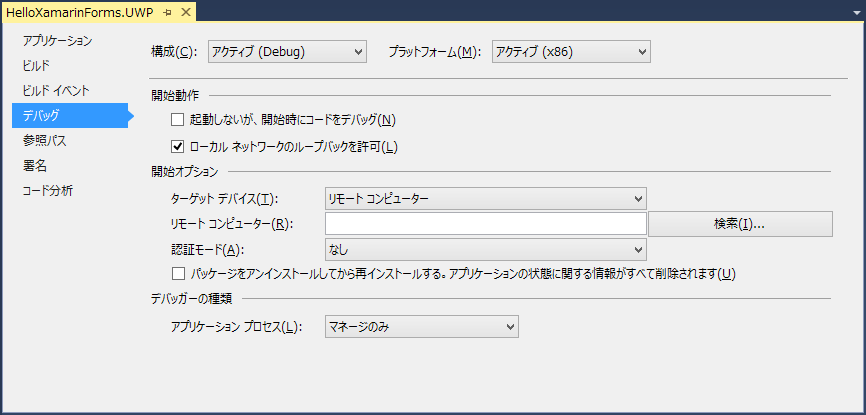 HelloXamarinForms.UWP
アプリケーション
ビルド
ビルド イベント
デバッグ
参照パス
署名
コード分析
構成(C): アクティブ (Debug) プラットフォーム(M): アクティブ (x86)
開始動作
起動しないが、開始時にコードをデバッグ(N)
ローカル ネットワークのループバックを許可(L)
開始オプション
ターゲット デバイス(T): リモート コンピューター
リモート コンピューター(R): 検索(I)...
認証モード(A): なし
パッケージをアンインストールしてから再インストールする。アプリケーションの状態に関する情報がすべて削除されます(U)
デバッガーの種類
アプリケーション プロセス(L): マネージのみ